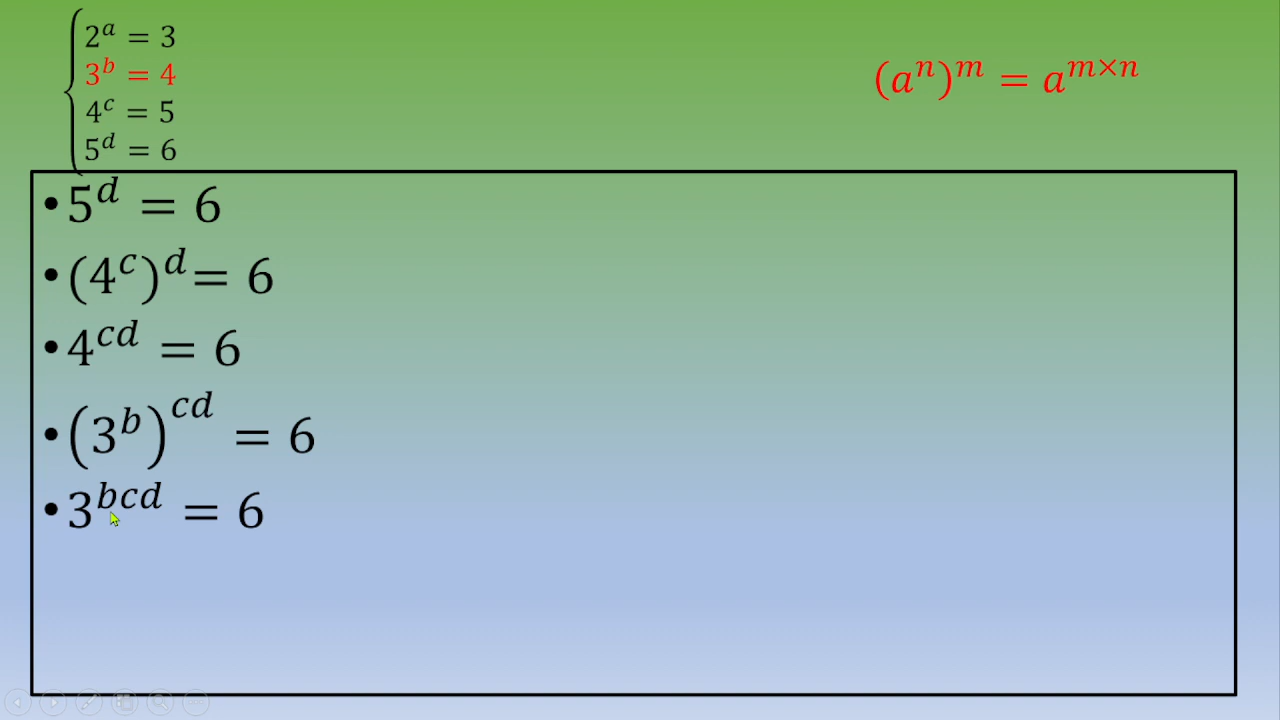 2^a = 3
3^b = 4
4^c = 5
5^d = 6
(a^n)^m = a^{m×n}
• 5^d = 6
• (4^c)^d = 6
• 4^{cd} = 6
• (3^b)^{cd} = 6
• 3^{bcd} = 6